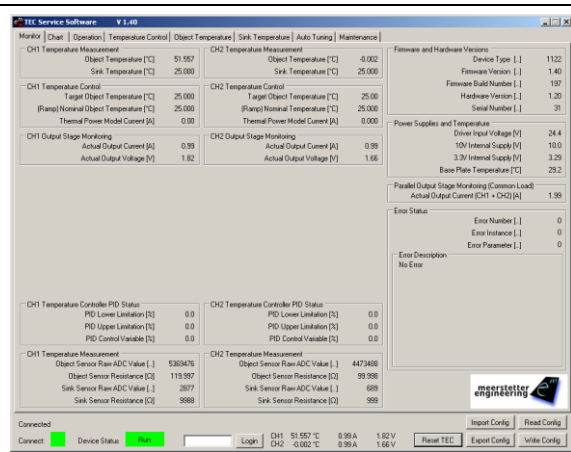 TEC Service Software V 1.40
Monitor Chart Operation Temperature Control Object Temperature Sink Temperature Auto Tuning Maintenance
CH1 Temperature Measurement
Object Temperature [°C] 51.557
Sink Temperature [°C] 25.000
CH1 Temperature Control
Target Object Temperature [°C] 25.000
(Ramp) Nominal Object Temperature [°C] 25.000
Thermal Power Model Current [A] 0.00
CH1 Output Stage Monitoring
Actual Output Current [A] 0.99
Actual Output Voltage [V] 1.82
CH1 Temperature Controller PID Status
PID Lower Limitation [%] 0.0
PID Upper Limitation [%] 0.0
PID Control Variable [%] 0.0
CH1 Temperature Measurement
Object Sensor Raw ADC Value [..] 5369476
Object Sensor Resistance [Ω] 119.997
Sink Sensor Raw ADC Value [..] 2877
Sink Sensor Resistance [Ω] 9988
CH2 Temperature Measurement
Object Temperature [°C] -0.002
Sink Temperature [°C] 25.000
CH2 Temperature Control
Target Object Temperature [°C] 25.00
(Ramp) Nominal Temperature [°C] 25.000
Thermal Power Model Current [A] 0.000
CH2 Output Stage Monitoring
Actual Output Current [A] 0.99
Actual Output Voltage [V] 1.66
CH2 Temperature Controller PID Status
PID Lower Limitation [%] 0.0
PID Upper Limitation [%] 0.0
PID Control Variable [%] 0.0
CH2 Temperature Measurement
Object Sensor Raw ADC Value [..] 4473488
Object Sensor Resistance [Ω] 99.998
Sink Sensor Raw ADC Value [..] 689
Sink Sensor Resistance [Ω] 999
Firmware and Hardware Versions
Device Type [..] 1122
Firmware Version [..] 1.40
Firmware Build Number [..] 197
Hardware Version [..] 1.20
Serial Number [..] 31
Power Supplies and Temperature
Driver Input Voltage [V] 24.4
10V Internal Supply [V] 10.0
3.3V Internal Supply [V] 3.29
Base Plate Temperature [°C] 29.2
Parallel Output Stage Monitoring (Common Load)
Actual Output Current (CH1 + CH2) [A] 1.99
Error Status
Error Number [..] 0
Error Instance [..] 0
Error Parameter [..] 0
Error Description
No Error
meerstetter
engineering
Connected
Connect Device Status Run Login
CH1 51.557 °C 0.99 A 1.82 V
CH2 -0.002 °C 0.99 A 1.66 V
Reset TEC
Import Config Read Config
Export Config Write Config